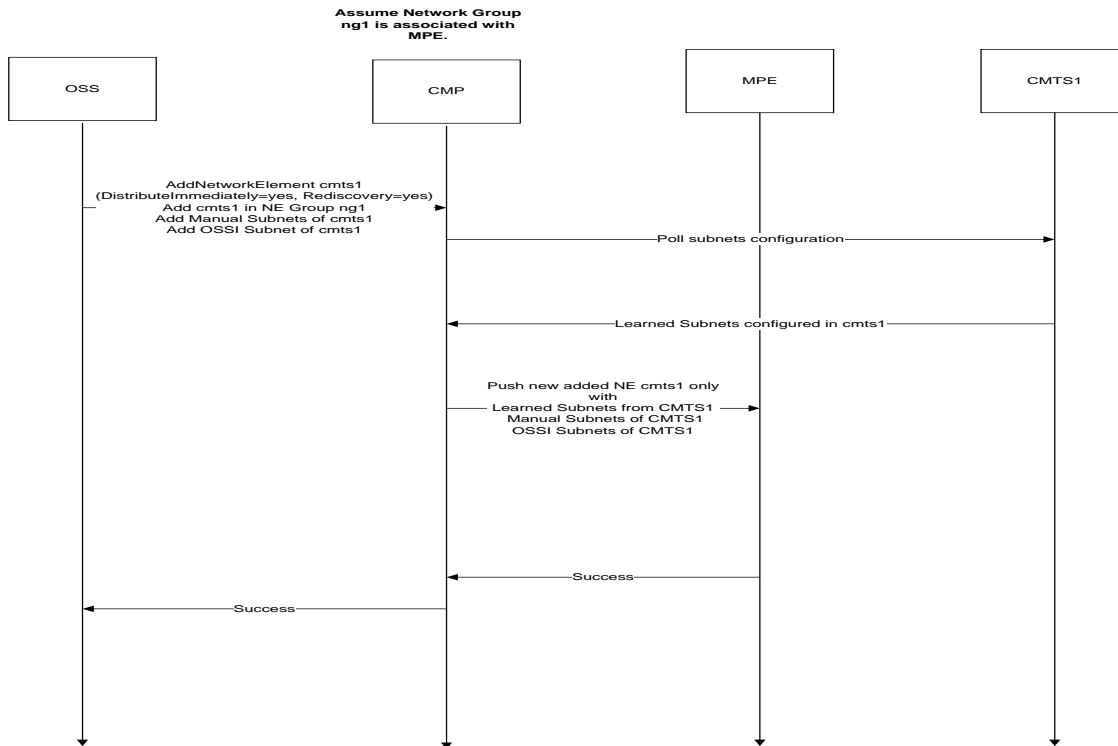 Assume Network Group
ng1 is associated with
MPE.
OSS
CMP
MPE
CMTS1
AddNetworkElement cmts1
(DistributeImmediately=yes, Rediscovery=yes)
Add cmts1 in NE Group ng1
Add Manual Subnets of cmts1
Add OSSI Subnet of cmts1
Poll subnets configuration
Learned Subnets configured in cmts1
Push new added NE cmts1 only
with
Learned Subnets from CMTS1
Manual Subnets of CMTS1
OSSI Subnets of CMTS1
Success
Success